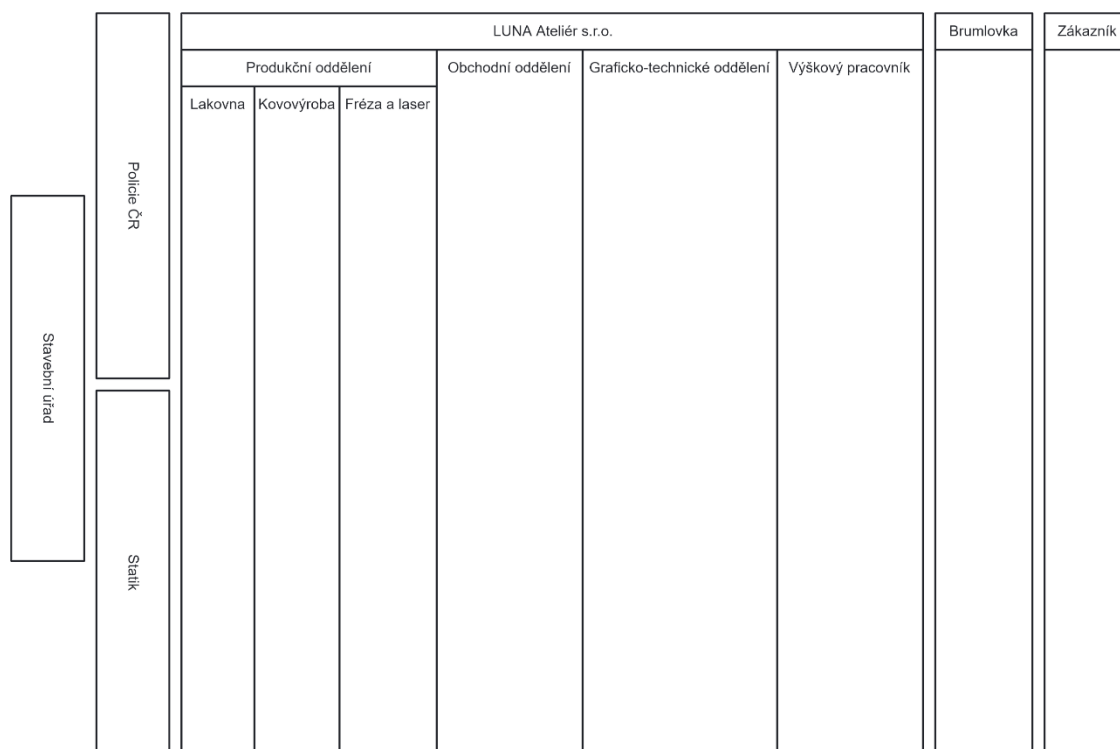 LUNA Ateliér s.r.o.
Brumlovka
Zákazník
Produkční oddělení
Obchodní oddělení
Graficko-technické oddělení
Výškový pracovník
Lakovna
Kovovýroba
Fréza a laser
Policie ČR
Stavební úřad
Statik